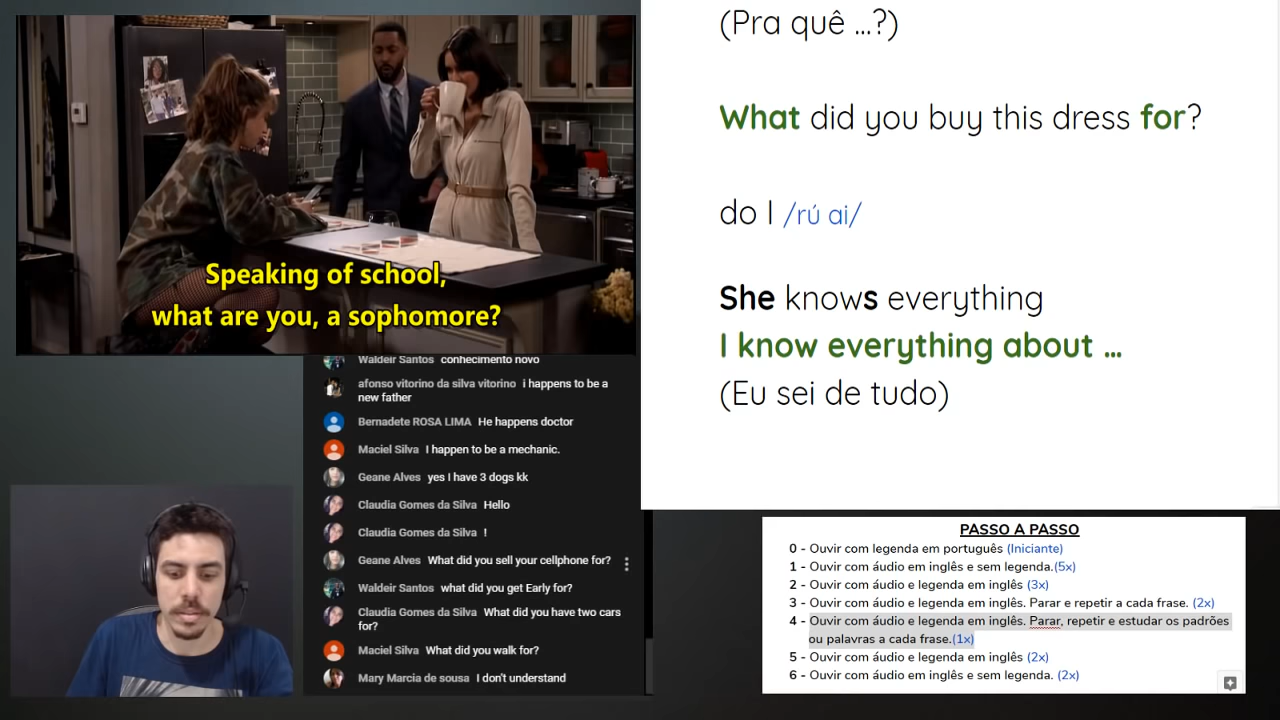 Speaking of school,
what are you, a sophomore?
Waldeir Santos conhecimento novo
afonso vitorino da silva vitorino i happens to be a
new father
Bernadete ROSA LIMA He happens doctor
Maciel Silva I happen to be a mechanic.
Geane Alves yes I have 3 dogs kk
Claudia Gomes da Silva Hello
Claudia Gomes da Silva !
Geane Alves What did you sell your cellphone for?
Waldeir Santos what did you get Early for?
Claudia Gomes da Silva What did you have two cars
for?
Maciel Silva What did you walk for?
Mary Marcia de sousa I don't understand
(Pra quê ...?)
What did you buy this dress for?
do I /rú ai/
She knows everything
I know everything about ...
(Eu sei de tudo)
PASSO A PASSO
0 - Ouvir com legenda em português (Iniciante)
1 - Ouvir com áudio em inglês e sem legenda.(5x)
2 - Ouvir com áudio e legenda em inglês (3x)
3 - Ouvir com áudio e legenda em inglês. Parar e repetir a cada frase. (2x)
4 - Ouvir com áudio e legenda em inglês. Parar, repetir e estudar os padrões
ou palavras a cada frase.(1x)
5 - Ouvir com áudio e legenda em inglês (2x)
6 - Ouvir com áudio em inglês e sem legenda. (2x)